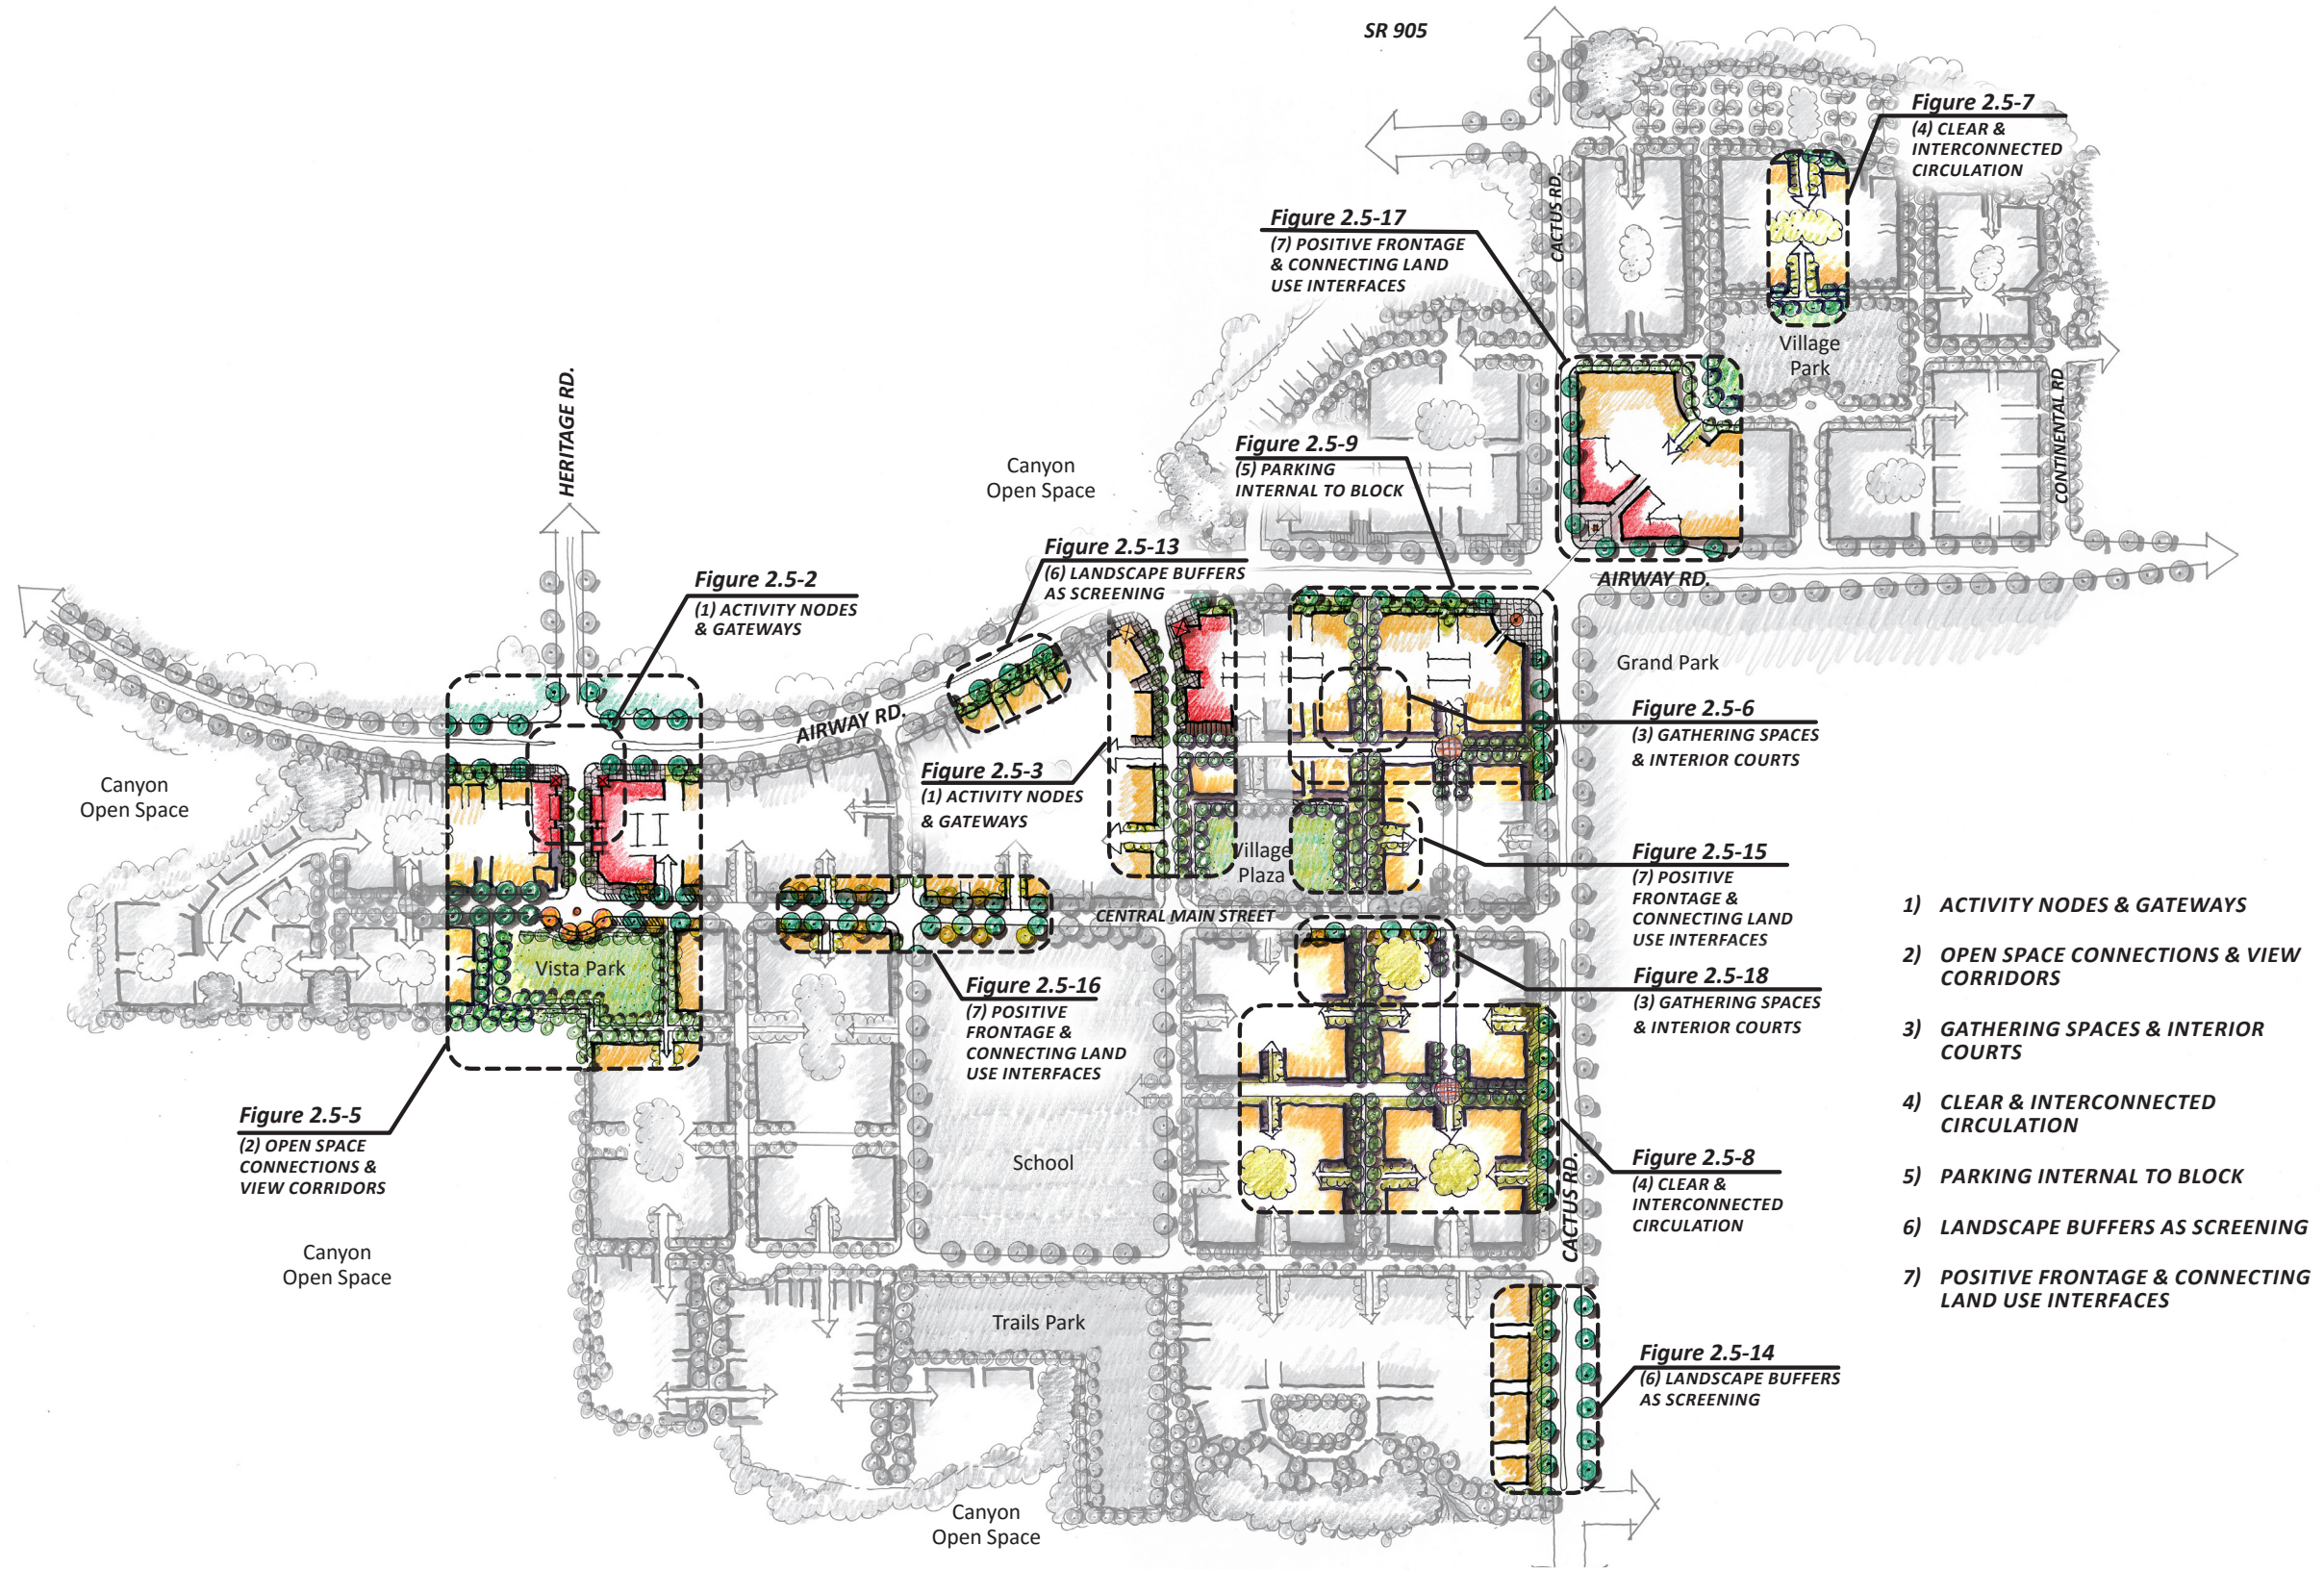 SR 905
Figure 2.5-7
(4) CLEAR &
INTERCONNECTED
CIRCULATION
CACTUS RD.
Figure 2.5-17
(7) POSITIVE FRONTAGE
& CONNECTING LAND
USE INTERFACES
Village
Park
CONTINENTAL RD
HERITAGE RD.
Canyon
Open Space
Figure 2.5-9
(5) PARKING
INTERNAL TO BLOCK
Figure 2.5-13
(6) LANDSCAPE BUFFERS
AS SCREENING
AIRWAY RD.
Figure 2.5-2
(1) ACTIVITY NODES
& GATEWAYS
Grand Park
AIRWAY RD.
Figure 2.5-6
(3) GATHERING SPACES
& INTERIOR COURTS
Canyon
Open Space
Figure 2.5-3
(1) ACTIVITY NODES
& GATEWAYS
Village
Plaza
Figure 2.5-15
(7) POSITIVE
FRONTAGE &
CONNECTING LAND
USE INTERFACES
CENTRAL MAIN STREET
Vista Park
Figure 2.5-16
(7) POSITIVE
FRONTAGE &
CONNECTING LAND
USE INTERFACES
Figure 2.5-18
(3) GATHERING SPACES
& INTERIOR COURTS
Figure 2.5-5
(2) OPEN SPACE
CONNECTIONS &
VIEW CORRIDORS
School
Figure 2.5-8
(4) CLEAR &
INTERCONNECTED
CIRCULATION
CACTUS RD.
Canyon
Open Space
Trails Park
Figure 2.5-14
(6) LANDSCAPE BUFFERS
AS SCREENING
Canyon
Open Space
1) ACTIVITY NODES & GATEWAYS
2) OPEN SPACE CONNECTIONS & VIEW
CORRIDORS
3) GATHERING SPACES & INTERIOR
COURTS
4) CLEAR & INTERCONNECTED
CIRCULATION
5) PARKING INTERNAL TO BLOCK
6) LANDSCAPE BUFFERS AS SCREENING
7) POSITIVE FRONTAGE & CONNECTING
LAND USE INTERFACES